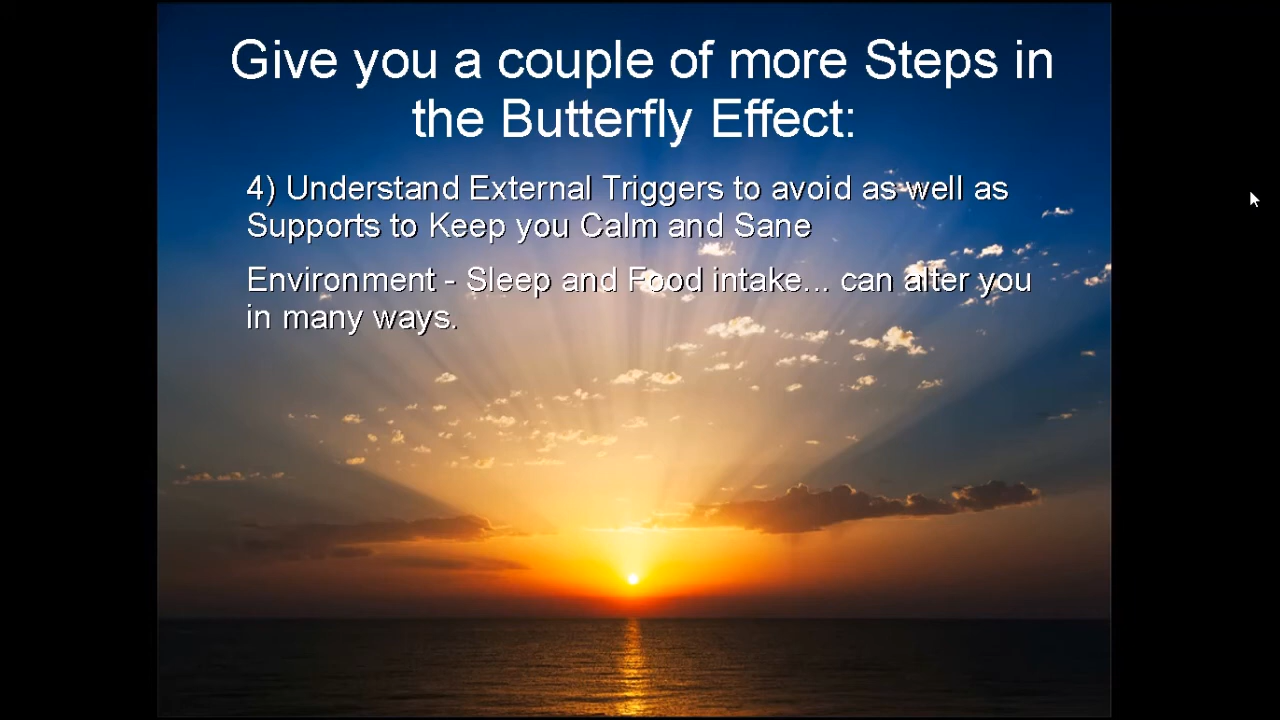 Give you a couple of more Steps in
the Butterfly Effect:
4) Understand External Triggers to avoid as well as
Supports to Keep you Calm and Sane
Environment - Sleep and Food intake... can alter you
in many ways.